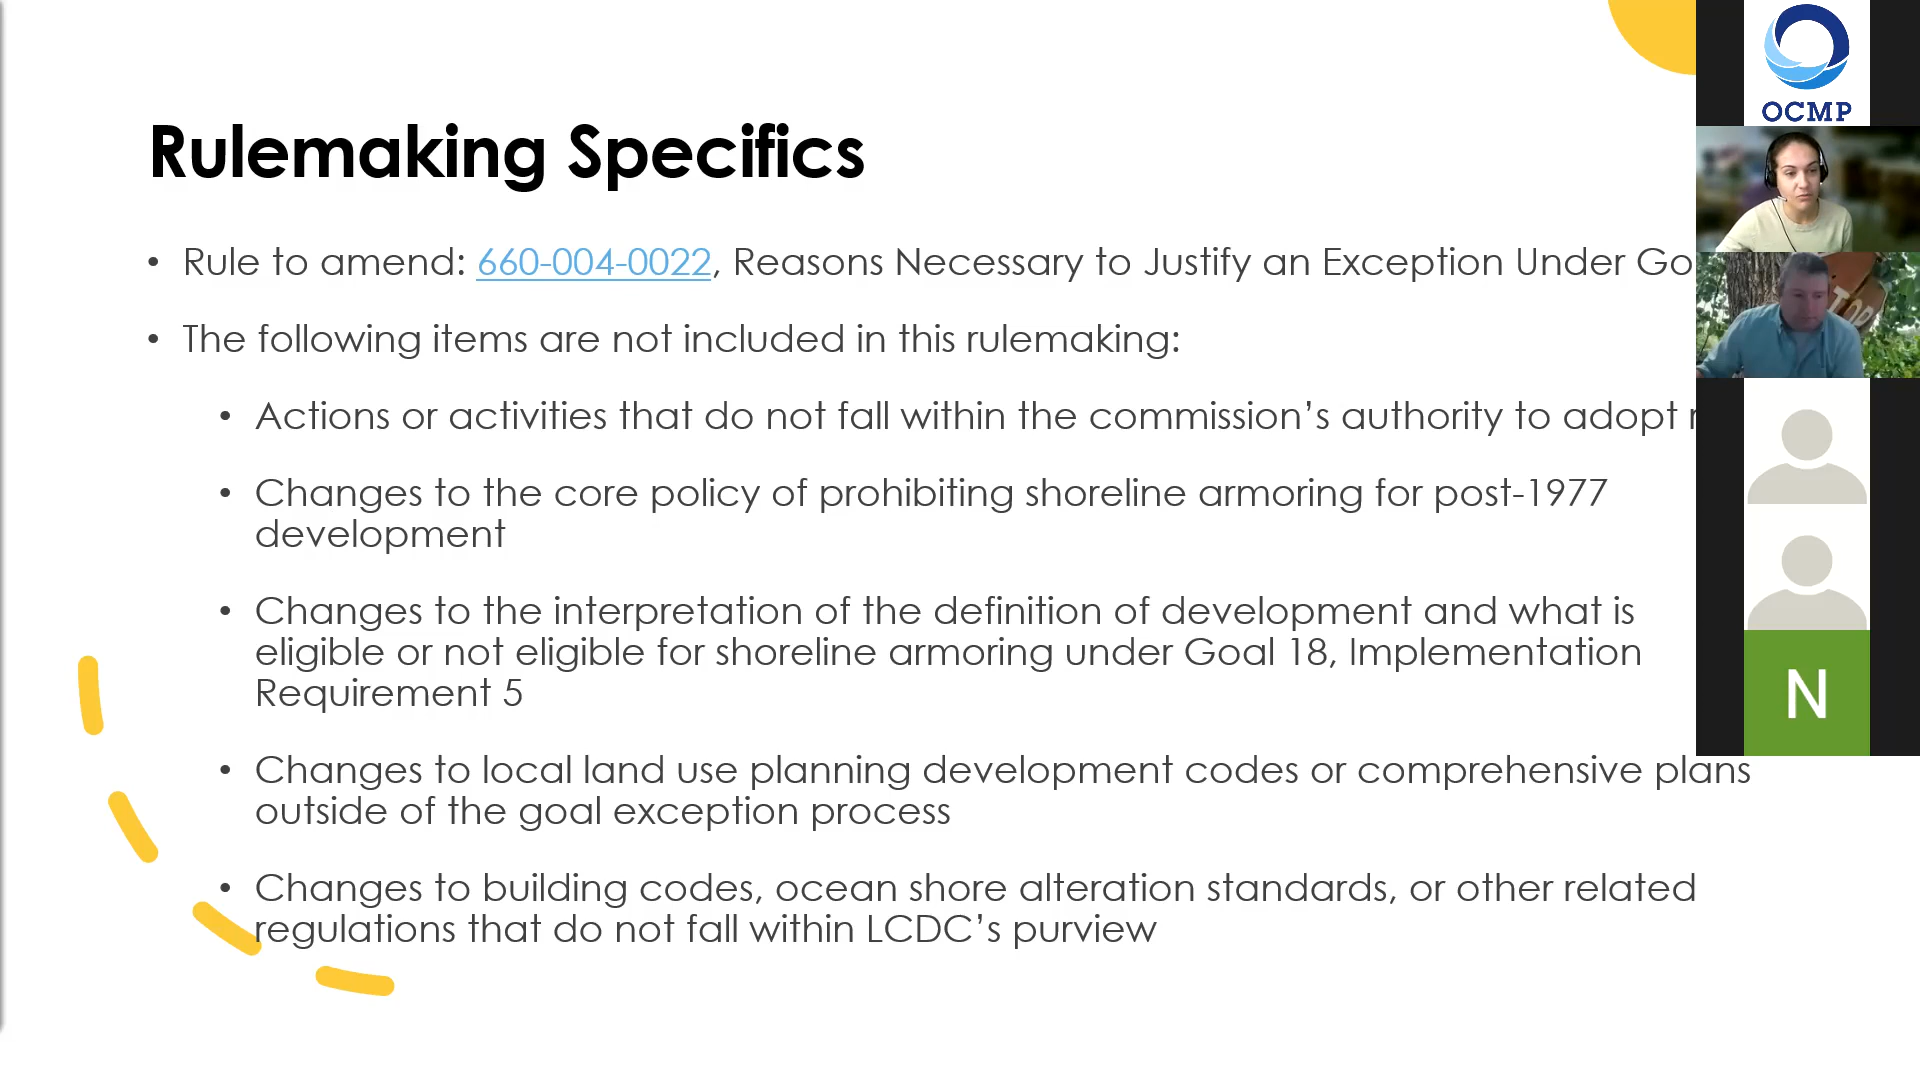 Rulemaking Specifics
• Rule to amend: 660-004-0022, Reasons Necessary to Justify an Exception Under Go
• The following items are not included in this rulemaking:
• Actions or activities that do not fall within the commission’s authority to adopt
• Changes to the core policy of prohibiting shoreline armoring for post-1977
development
• Changes to the interpretation of the definition of development and what is
eligible or not eligible for shoreline armoring under Goal 18, Implementation
Requirement 5
• Changes to local land use planning development codes or comprehensive plans
outside of the goal exception process
• Changes to building codes, ocean shore alteration standards, or other related
regulations that do not fall within LCDC’s purview
OCMP
TOP
N